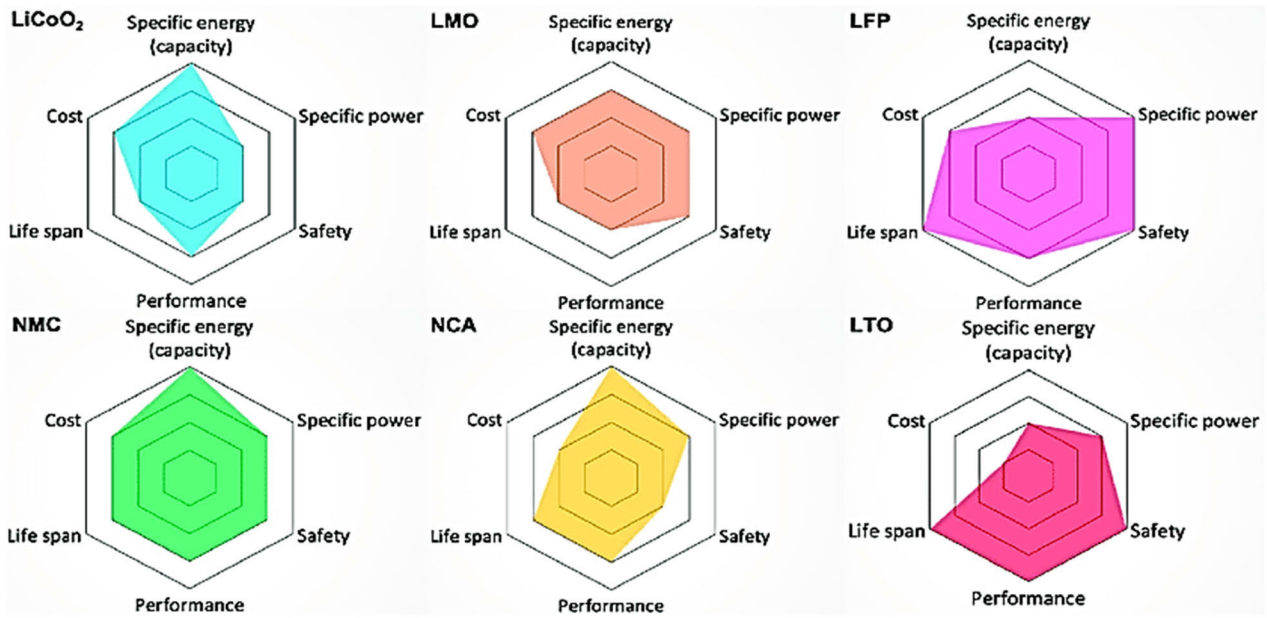 LiCoO₂
Specific energy
(capacity)
Cost
Specific power
Life span
Safety
Performance
LMO
Specific energy
(capacity)
Cost
Specific power
Life span
Safety
Performance
LFP
Specific energy
(capacity)
Cost
Specific power
Life span
Safety
Performance
NMC
Specific energy
(capacity)
Cost
Specific power
Life span
Safety
Performance
NCA
Specific energy
(capacity)
Cost
Specific power
Life span
Safety
Performance
LTO
Specific energy
(capacity)
Cost
Specific power
Life span
Safety
Performance